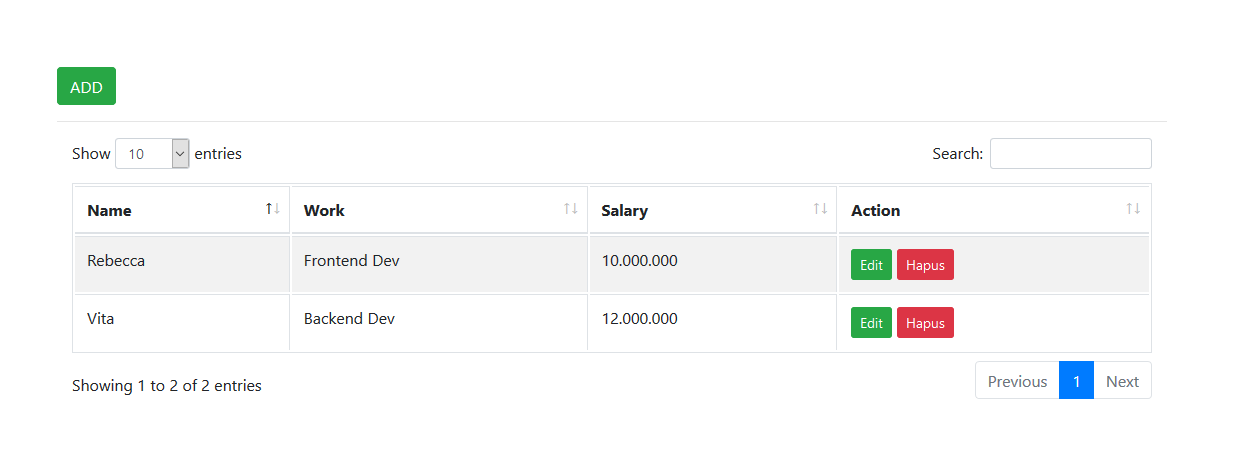 ADD
Show 10 entries Search:
Name Work Salary Action
Rebecca Frontend Dev 10.000.000 Edit Hapus
Vita Backend Dev 12.000.000 Edit Hapus
Showing 1 to 2 of 2 entries Previous 1 Next